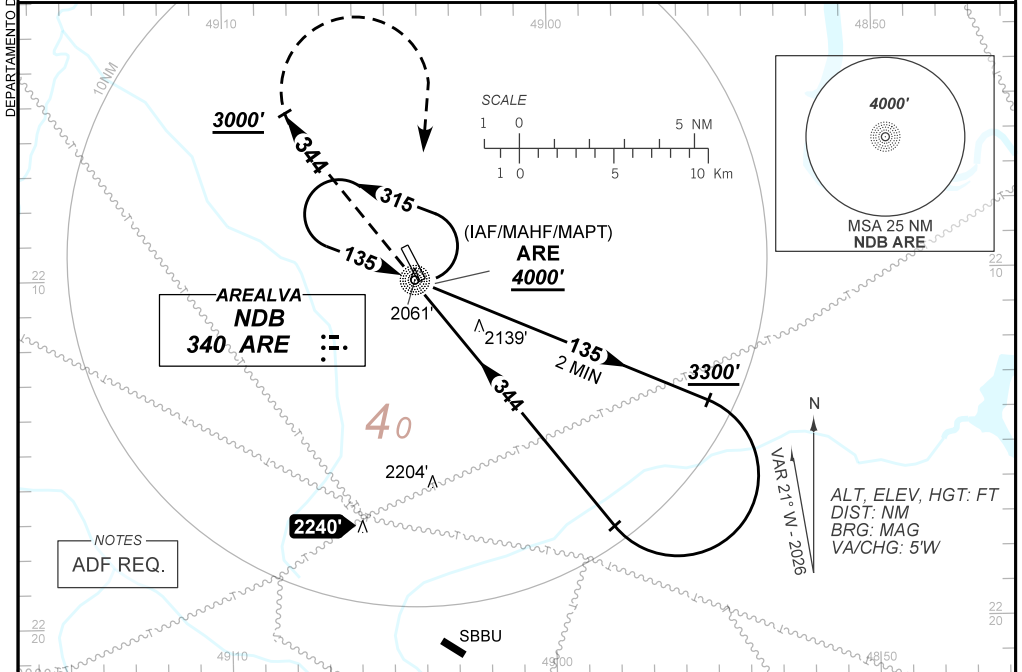 DEPARTAMENTO D
49 10
49 00
48 50
10NM
3000'
344
SCALE
1 0 5 NM
1 0 5 10 Km
4000'
MSA 25 NM
NDB ARE
315
135
(IAF/MAHF/MAPT)
ARE
4000'
22
10
22
10
AREALVA
NDB
340 ARE
2061'
2139'
135
2 MIN
3300'
344
40
N
VAR 21° W - 2026
ALT, ELEV, HGT: FT
DIST: NM
BRG: MAG
VA/CHG: 5'W
2204'
2240'
NOTES
ADF REQ.
22
20
22
20
SBBU
49 10
49 00
48 50